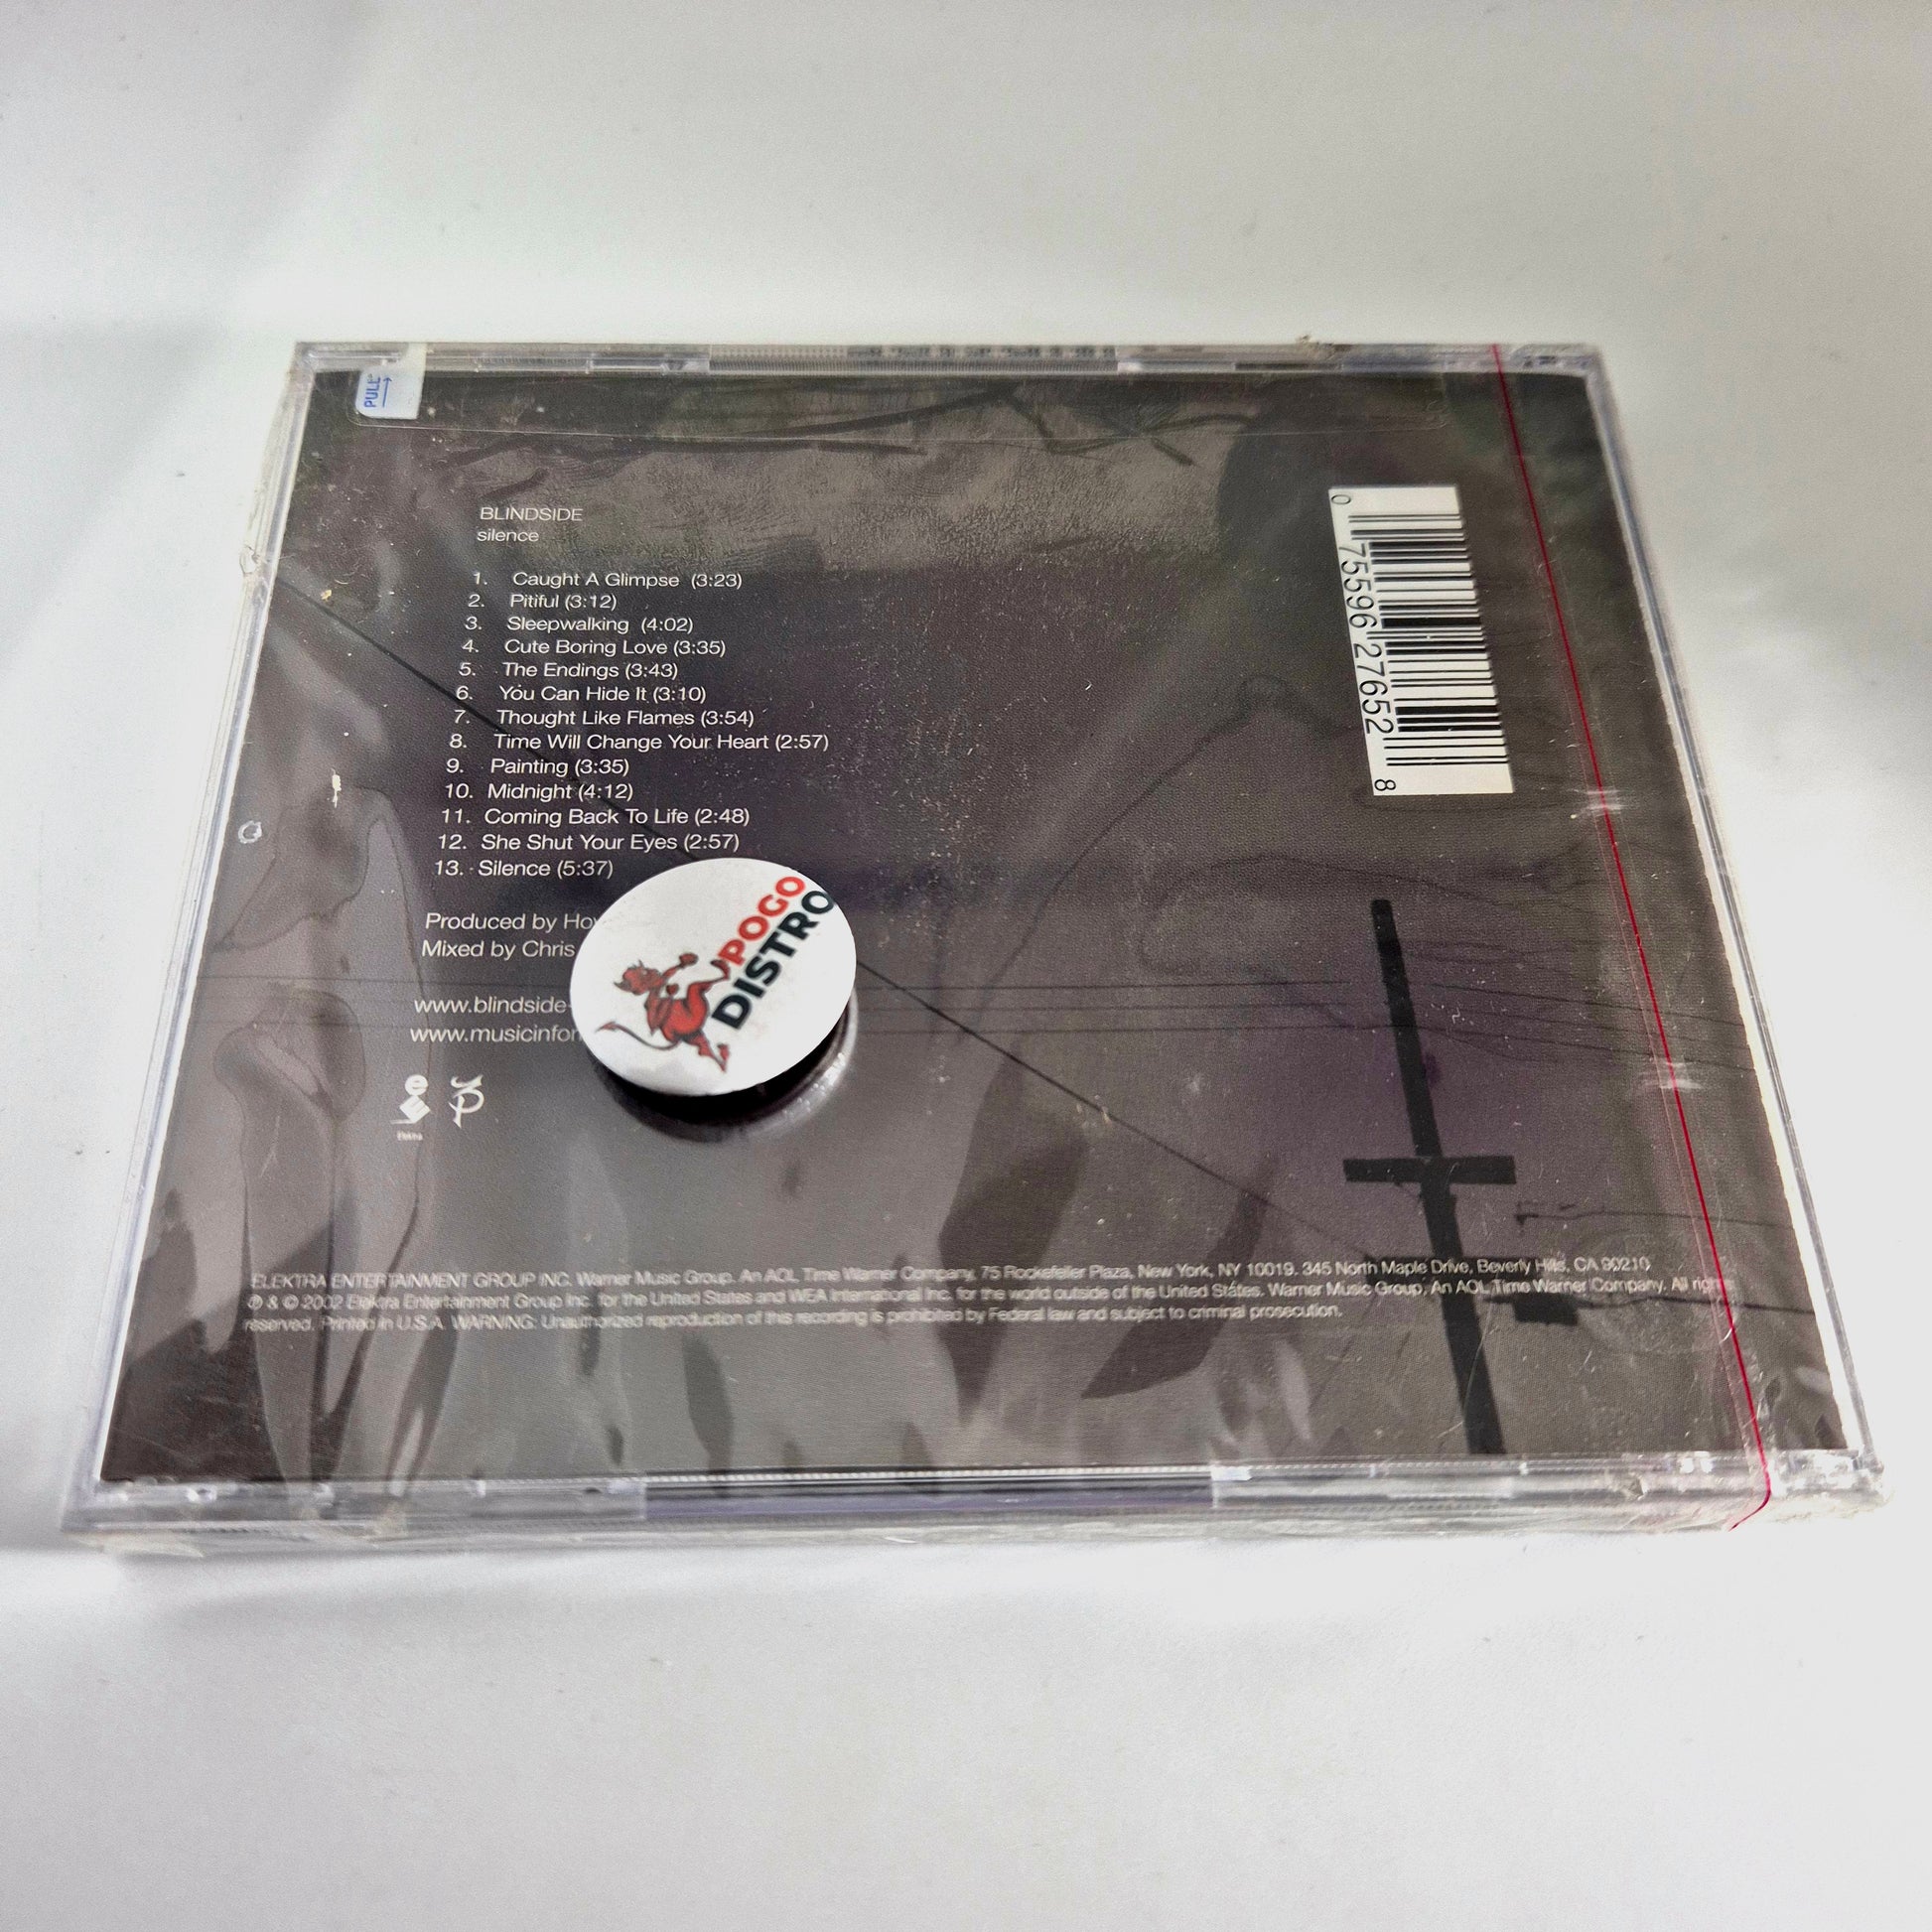 PULL
BLINDSIDE
silence
1. Caught A Glimpse (3:23)
2. Pitiful (3:12)
3. Sleepwalking (4:02)
4. Cute Boring Love (3:35)
5. The Endings (3:43)
6. You Can Hide It (3:10)
7. Thought Like Flames (3:54)
8. Time Will Change Your Heart (2:57)
9. Painting (3:35)
10. Midnight (4:12)
11. Coming Back To Life (2:48)
12. She Shut Your Eyes (2:57)
13. Silence (5:37)
Produced by Ho
Mixed by Chris
www.blindside-
www.musicinfor
POGO
DISTRO
0 75596 27652 8
Elektra
ELEKTRA ENTERTAINMENT GROUP INC. Warner Music Group. An AOL Time Warner Company, 75 Rockefeller Plaza, New York, NY 10019. 345 North Maple Drive, Beverly Hills, CA 90210
℗ & © 2002 Elektra Entertainment Group Inc. for the United States and WEA International Inc. for the world outside of the United States. Warner Music Group, An AOL Time Warner Company. All rights
reserved. Printed in U.S.A. WARNING: Unauthorized reproduction of this recording is prohibited by Federal law and subject to criminal prosecution.